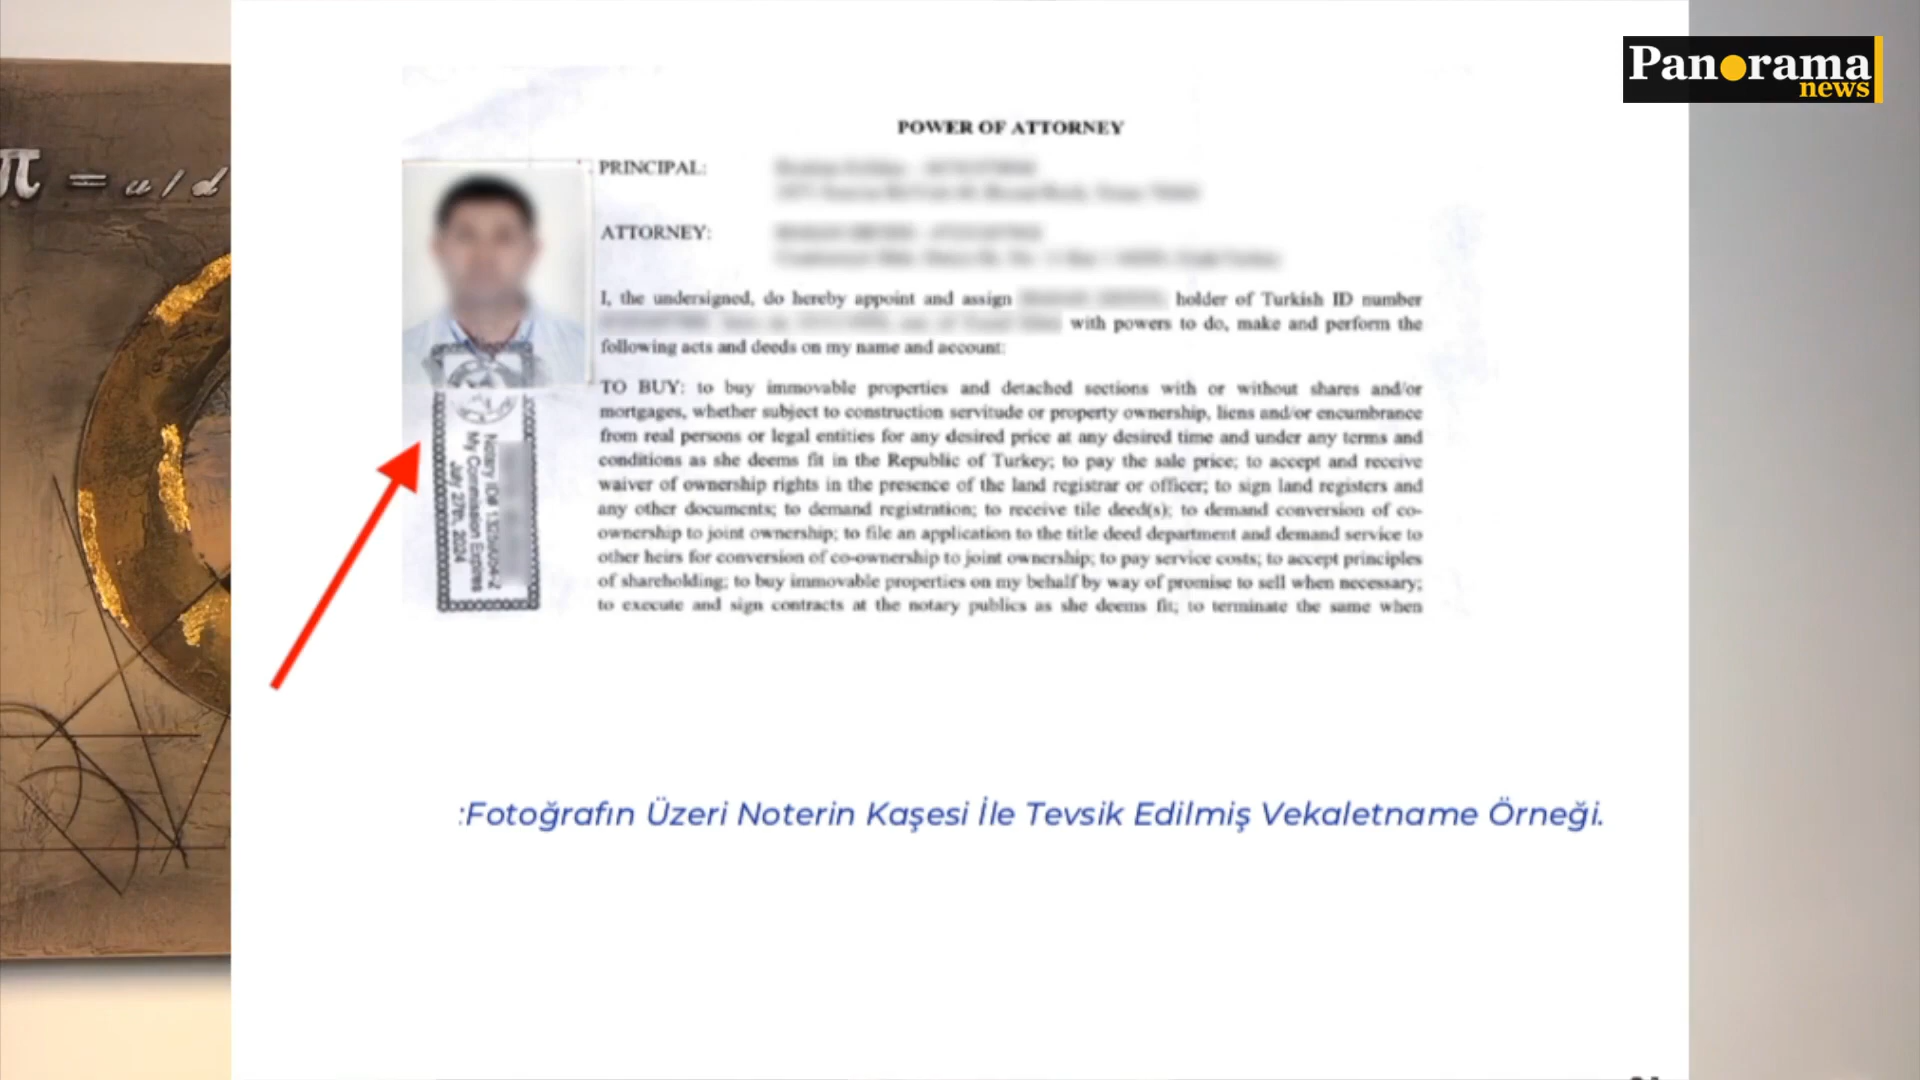 Panorama
news
π = a / d
POWER OF ATTORNEY
PRINCIPAL:
ATTORNEY:
I, the undersigned, do hereby appoint and assign holder of Turkish ID number
with powers to do, make and perform the
following acts and deeds on my name and account:
TO BUY: to buy immovable properties and detached sections with or without shares and/or
mortgages, whether subject to construction servitude or property ownership, liens and/or encumbrance
from real persons or legal entities for any desired price at any desired time and under any terms and
conditions as she deems fit in the Republic of Turkey; to pay the sale price; to accept and receive
waiver of ownership rights in the presence of the land registrar or officer; to sign land registers and
any other documents; to demand registration; to receive tile deed(s); to demand conversion of co-
ownership to joint ownership; to file an application to the title deed department and demand service to
other heirs for conversion of co-ownership to joint ownership; to pay service costs; to accept principles
of shareholding; to buy immovable properties on my behalf by way of promise to sell when necessary;
to execute and sign contracts at the notary publics as she deems fit; to terminate the same when
Notary ID#
My Commission Expires
July 27th, 2024
:Fotoğrafın Üzeri Noterin Kaşesi İle Tevsik Edilmiş Vekaletname Örneği.